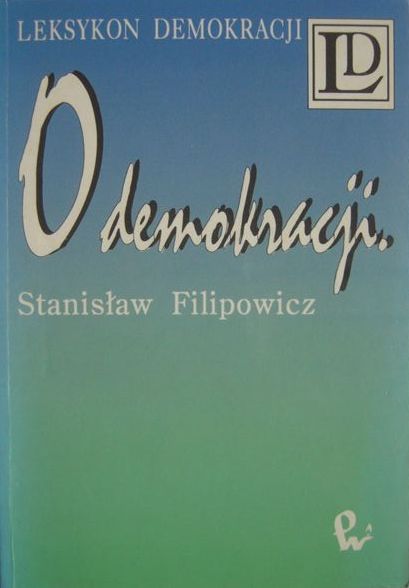 LEKSYKON DEMOKRACJI
LD
O demokracji.
Stanisław Filipowicz
PW